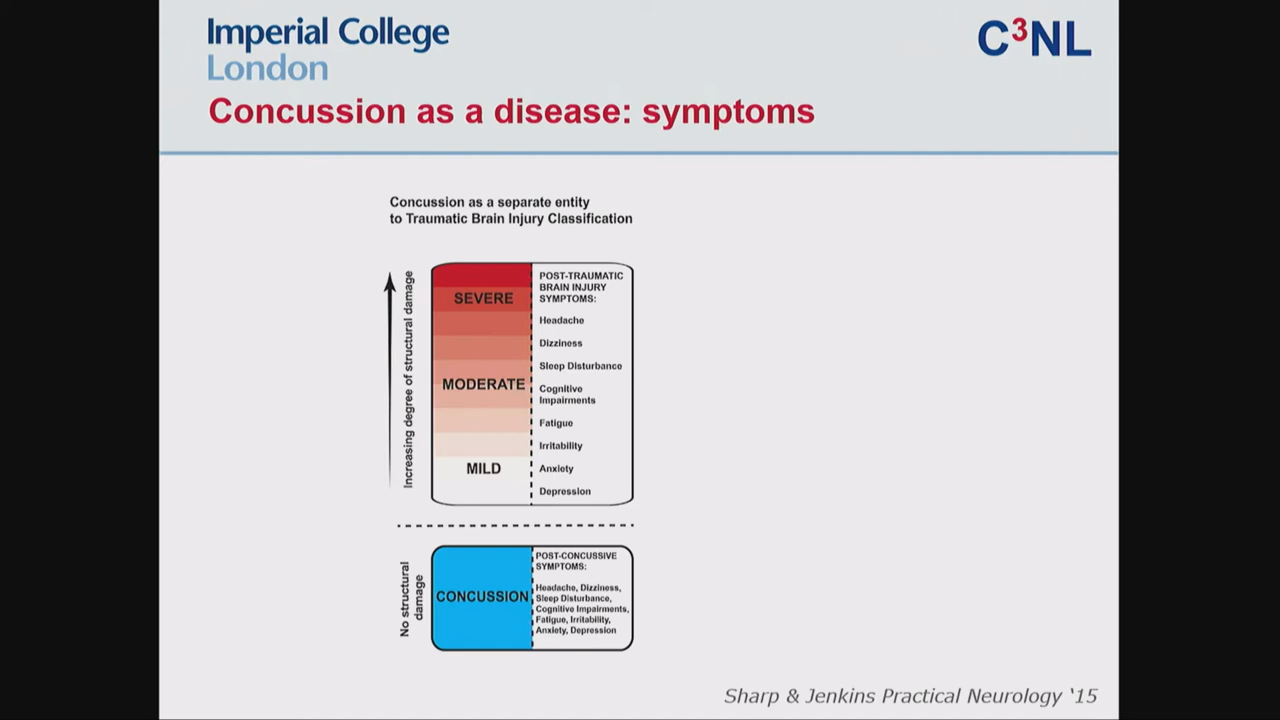 Imperial College
London
C³NL
Concussion as a disease: symptoms
Concussion as a separate entity
to Traumatic Brain Injury Classification
Increasing degree of structural damage
SEVERE
MODERATE
MILD
POST-TRAUMATIC
BRAIN INJURY
SYMPTOMS:
Headache
Dizziness
Sleep Disturbance
Cognitive
Impairments
Fatigue
Irritability
Anxiety
Depression
No structural
damage
CONCUSSION
POST-CONCUSSIVE
SYMPTOMS:
Headache, Dizziness,
Sleep Disturbance,
Cognitive Impairments,
Fatigue, Irritability,
Anxiety, Depression
Sharp & Jenkins Practical Neurology ‘15